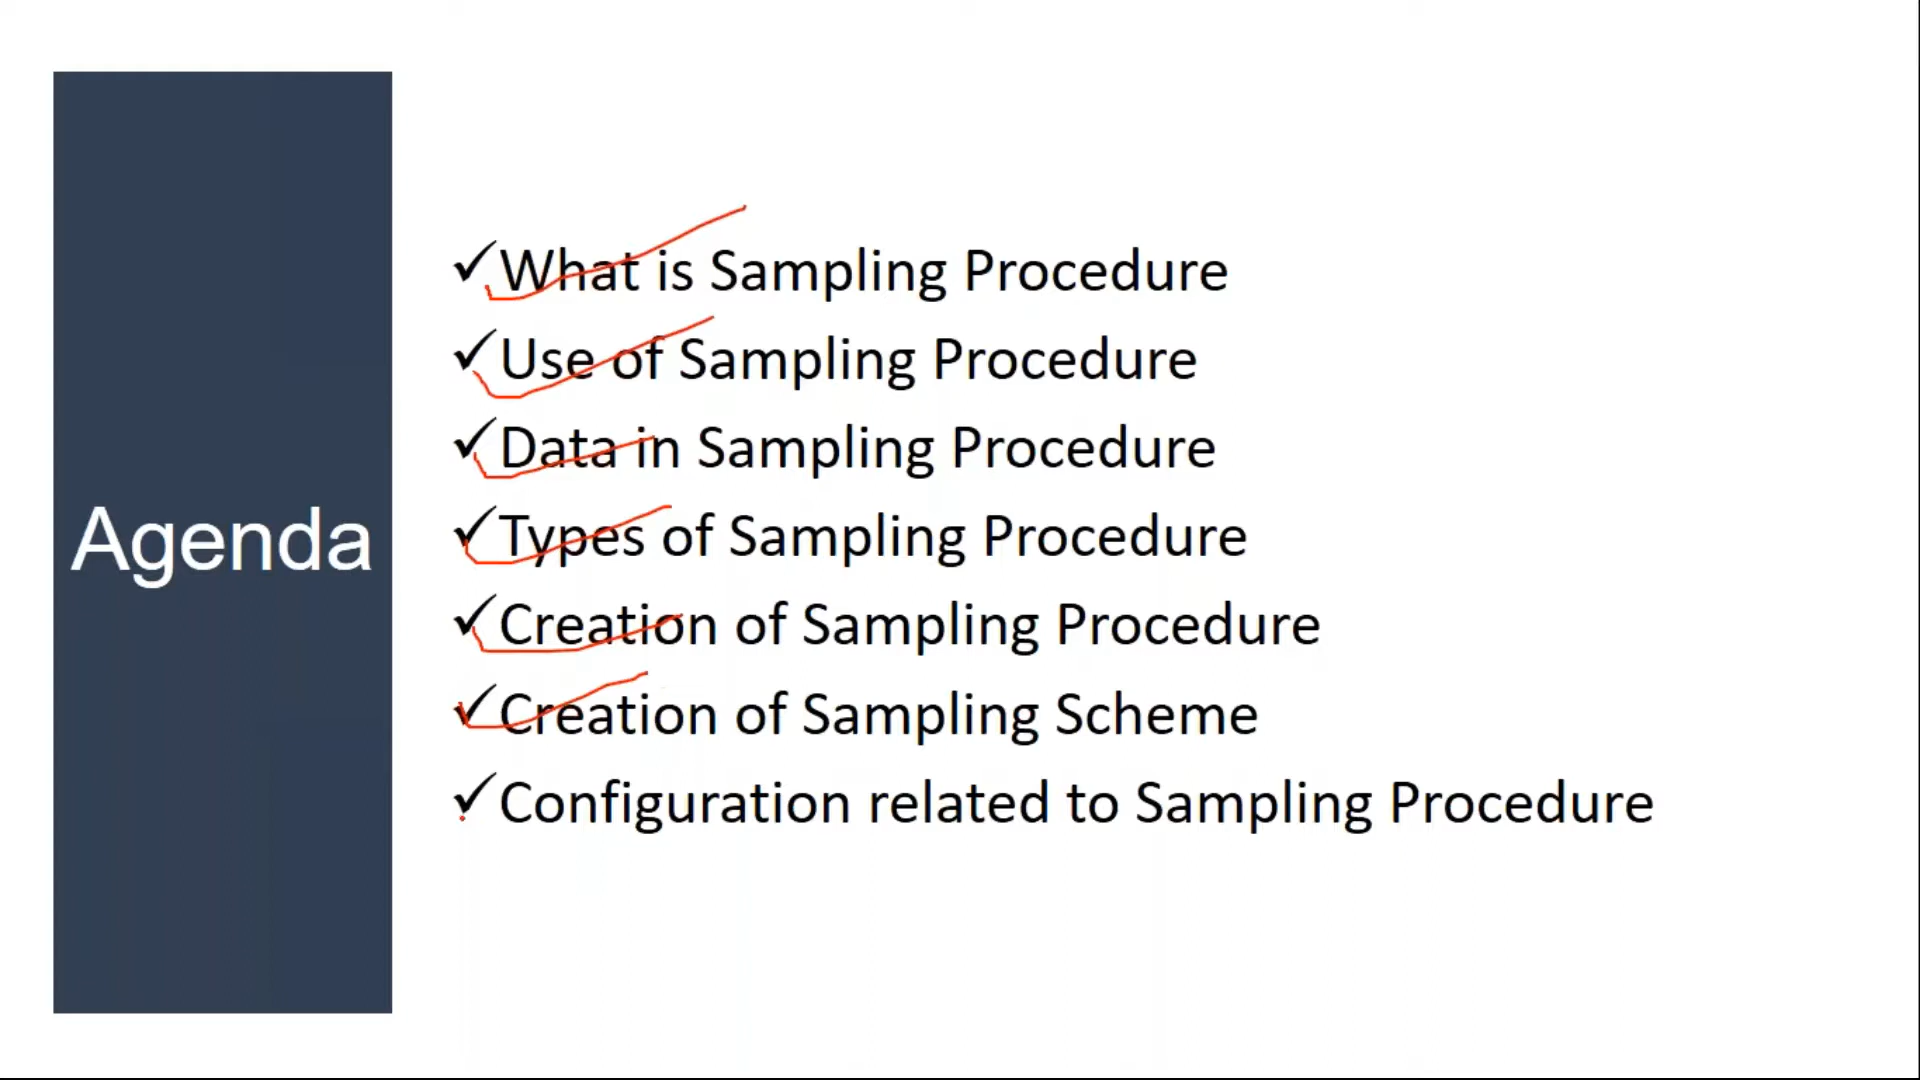 Agenda
What is Sampling Procedure
Use of Sampling Procedure
Data in Sampling Procedure
Types of Sampling Procedure
Creation of Sampling Procedure
Creation of Sampling Scheme
Configuration related to Sampling Procedure